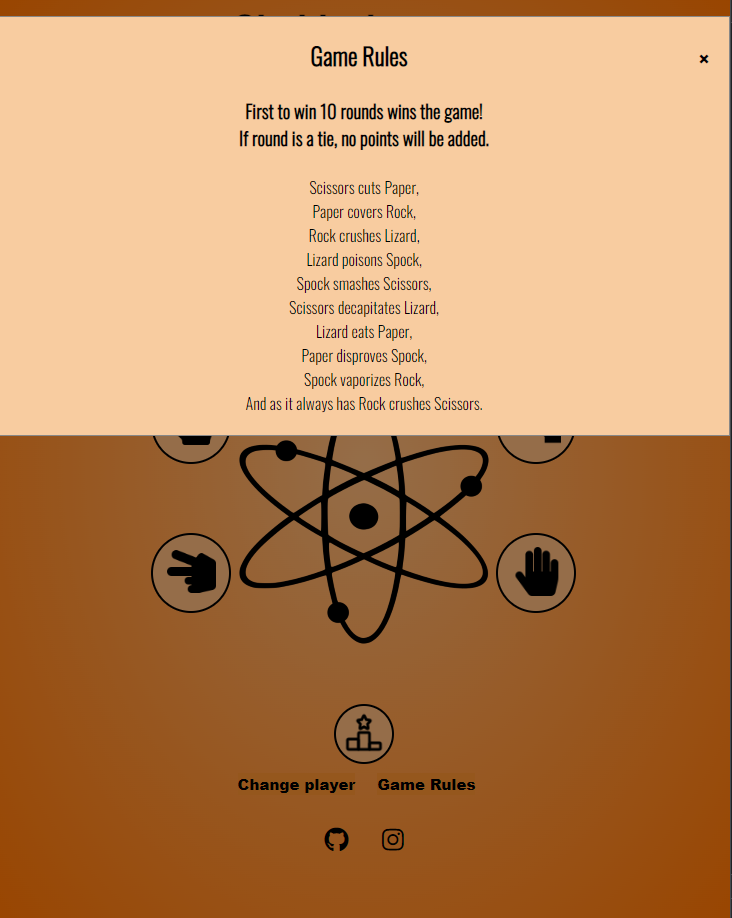 Game Rules
×
First to win 10 rounds wins the game!
If round is a tie, no points will be added.
Scissors cuts Paper,
Paper covers Rock,
Rock crushes Lizard,
Lizard poisons Spock,
Spock smashes Scissors,
Scissors decapitates Lizard,
Lizard eats Paper,
Paper disproves Spock,
Spock vaporizes Rock,
And as it always has Rock crushes Scissors.
Change player Game Rules